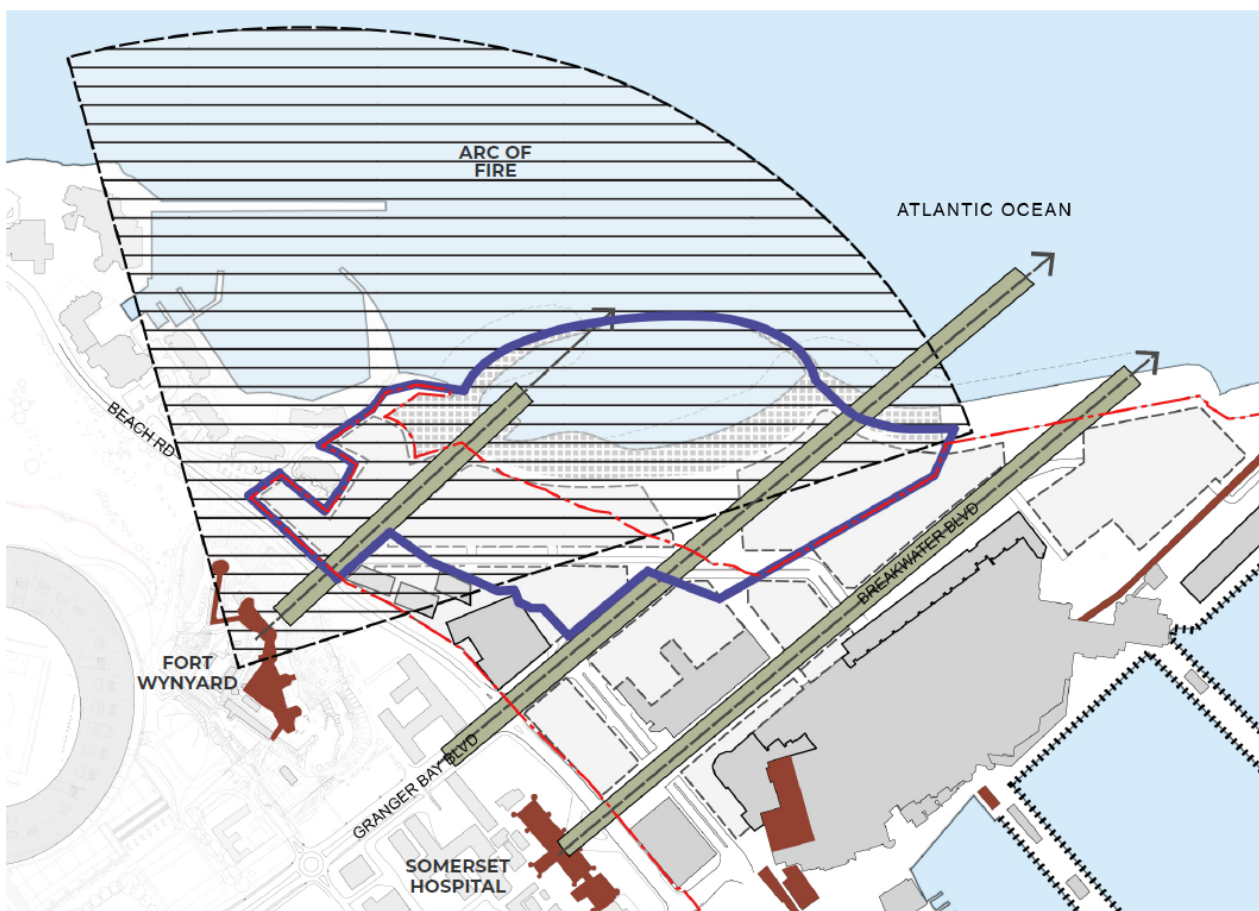 ARC OF
FIRE
ATLANTIC OCEAN
BEACH RD
BREAKWATER BLVD
FORT
WYNYARD
GRANGER BAY BLVD
SOMERSET
HOSPITAL